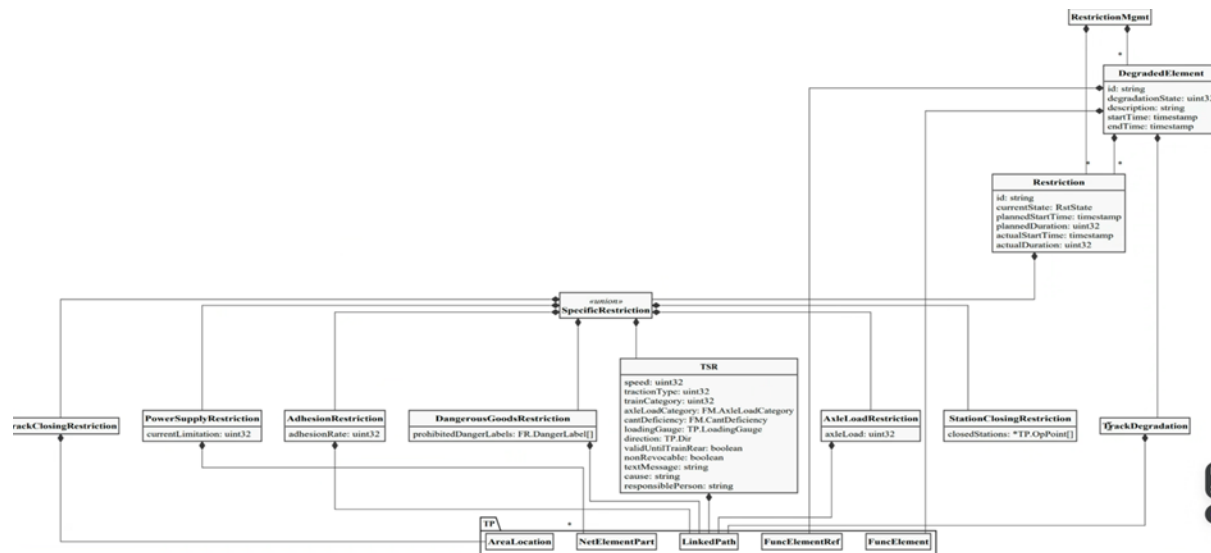 RestrictionMgmt
*
DegradedElement
id: string
degradationState: uint32
description: string
startTime: timestamp
endTime: timestamp
* *
Restriction
id: string
currentState: RstState
plannedStartTime: timestamp
plannedDuration: uint32
actualStartTime: timestamp
actualDuration: uint32
«union»
SpecificRestriction
TSR
speed: uint32
tractionType: uint32
trainCategory: uint32
axleLoadCategory: FM.AxleLoadCategory
cantDeficiency: FM.CantDeficiency
loadingGauge: TP.LoadingGauge
direction: TP.Dir
validUntilTrainRear: boolean
nonRevocable: boolean
textMessage: string
cause: string
responsiblePerson: string
rackClosingRestriction
PowerSupplyRestriction
currentLimitation: uint32
AdhesionRestriction
adhesionRate: uint32
DangerousGoodsRestriction
prohibitedDangerLabels: FR.DangerLabel[]
AxleLoadRestriction
axleLoad: uint32
StationClosingRestriction
closedStations: *TP.OpPoint[]
TrackDegradation
TP
*
AreaLocation
NetElementPart
LinkedPath
FuncElementRef
FuncElement